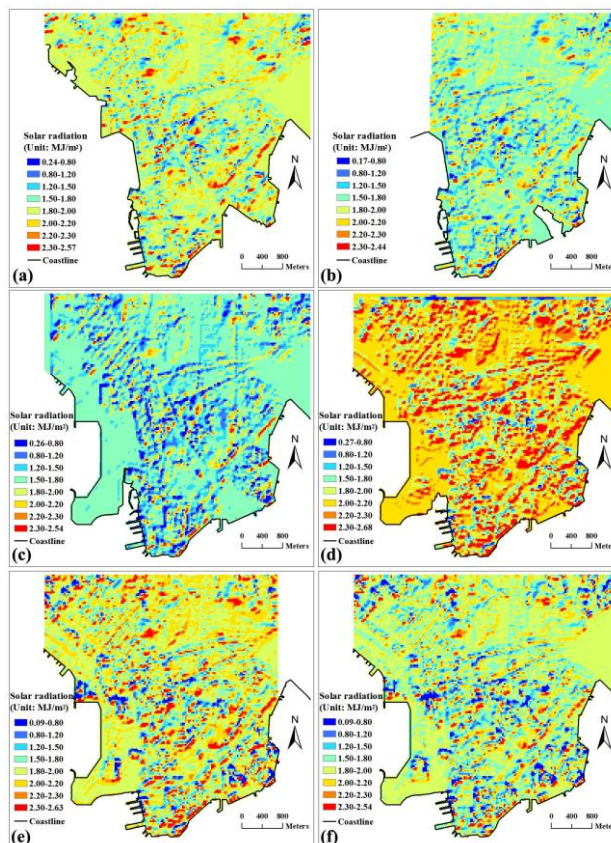 Solar radiation
(Unit: MJ/m²)
0.24-0.80
0.80-1.20
1.20-1.50
1.50-1.80
1.80-2.00
2.00-2.20
2.20-2.30
2.30-2.57
Coastline
(a)
N
0 400 800
Meters
Solar radiation
(Unit: MJ/m²)
0.17-0.80
0.80-1.20
1.20-1.50
1.50-1.80
1.80-2.00
2.00-2.20
2.20-2.30
2.30-2.44
Coastline
(b)
N
0 400 800
Meters
Solar radiation
(Unit: MJ/m²)
0.26-0.80
0.80-1.20
1.20-1.50
1.50-1.80
1.80-2.00
2.00-2.20
2.20-2.30
2.30-2.54
Coastline
(c)
N
0 400 800
Meters
Solar radiation
(Unit: MJ/m²)
0.27-0.80
0.80-1.20
1.20-1.50
1.50-1.80
1.80-2.00
2.00-2.20
2.20-2.30
2.30-2.68
Coastline
(d)
N
0 400 800
Meters
Solar radiation
(Unit: MJ/m²)
0.09-0.80
0.80-1.20
1.20-1.50
1.50-1.80
1.80-2.00
2.00-2.20
2.20-2.30
2.30-2.63
Coastline
(e)
N
0 400 800
Meters
Solar radiation
(Unit: MJ/m²)
0.09-0.80
0.80-1.20
1.20-1.50
1.50-1.80
1.80-2.00
2.00-2.20
2.20-2.30
2.30-2.54
Coastline
(f)
N
0 400 800
Meters